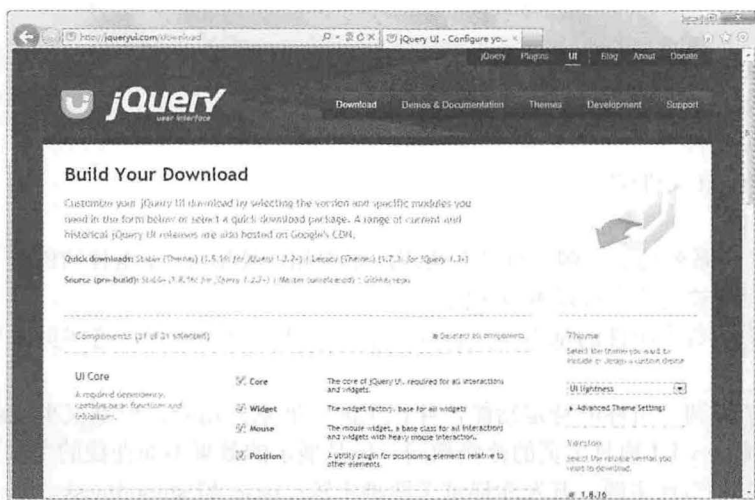 jqueryui.com/download
jQuery UI - Configure yo...
jQuery Plugins UI Blog About Donate
jQuery
user interface
Download Demos & Documentation Themes Development Support
Build Your Download
Customize your jQuery UI download by selecting the version and specific modules you
need in the form below or select a quick download package. A range of current and
historical jQuery UI releases are also hosted on Google's CDN.
Quick downloads: Stable (Themes) (1.8.16: for jQuery 1.3.2+) | Legacy (Themes) (1.7.3: for jQuery 1.3+)
Source (pre-build): Stable (1.8.16: for jQuery 1.3.2+) | Master (unreleased) | GitHub repo
Components (31 of 31 selected)
Deselect all components
Theme
Select the theme you want to
include or design a custom theme
UI lightness
Advanced Theme Settings
Version
Select the release version you
want to download.
1.8.16
UI Core
A required dependency,
contains basic functions and
initializers.
Core
The core of jQuery UI, required for all interactions
and widgets.
Widget
The widget factory, base for all widgets
Mouse
The mouse widget, a base class for all interactions
and widgets with heavy mouse interaction.
Position
A utility plugin for positioning elements relative to
other elements.